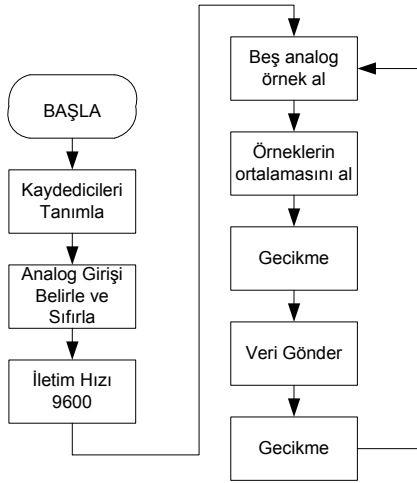 BAŞLA
Kaydedicileri
Tanımla
Analog Girişi
Belirle ve
Sıfırla
İletim Hızı
9600
Beş analog
örnek al
Örneklerin
ortalamasını al
Gecikme
Veri Gönder
Gecikme